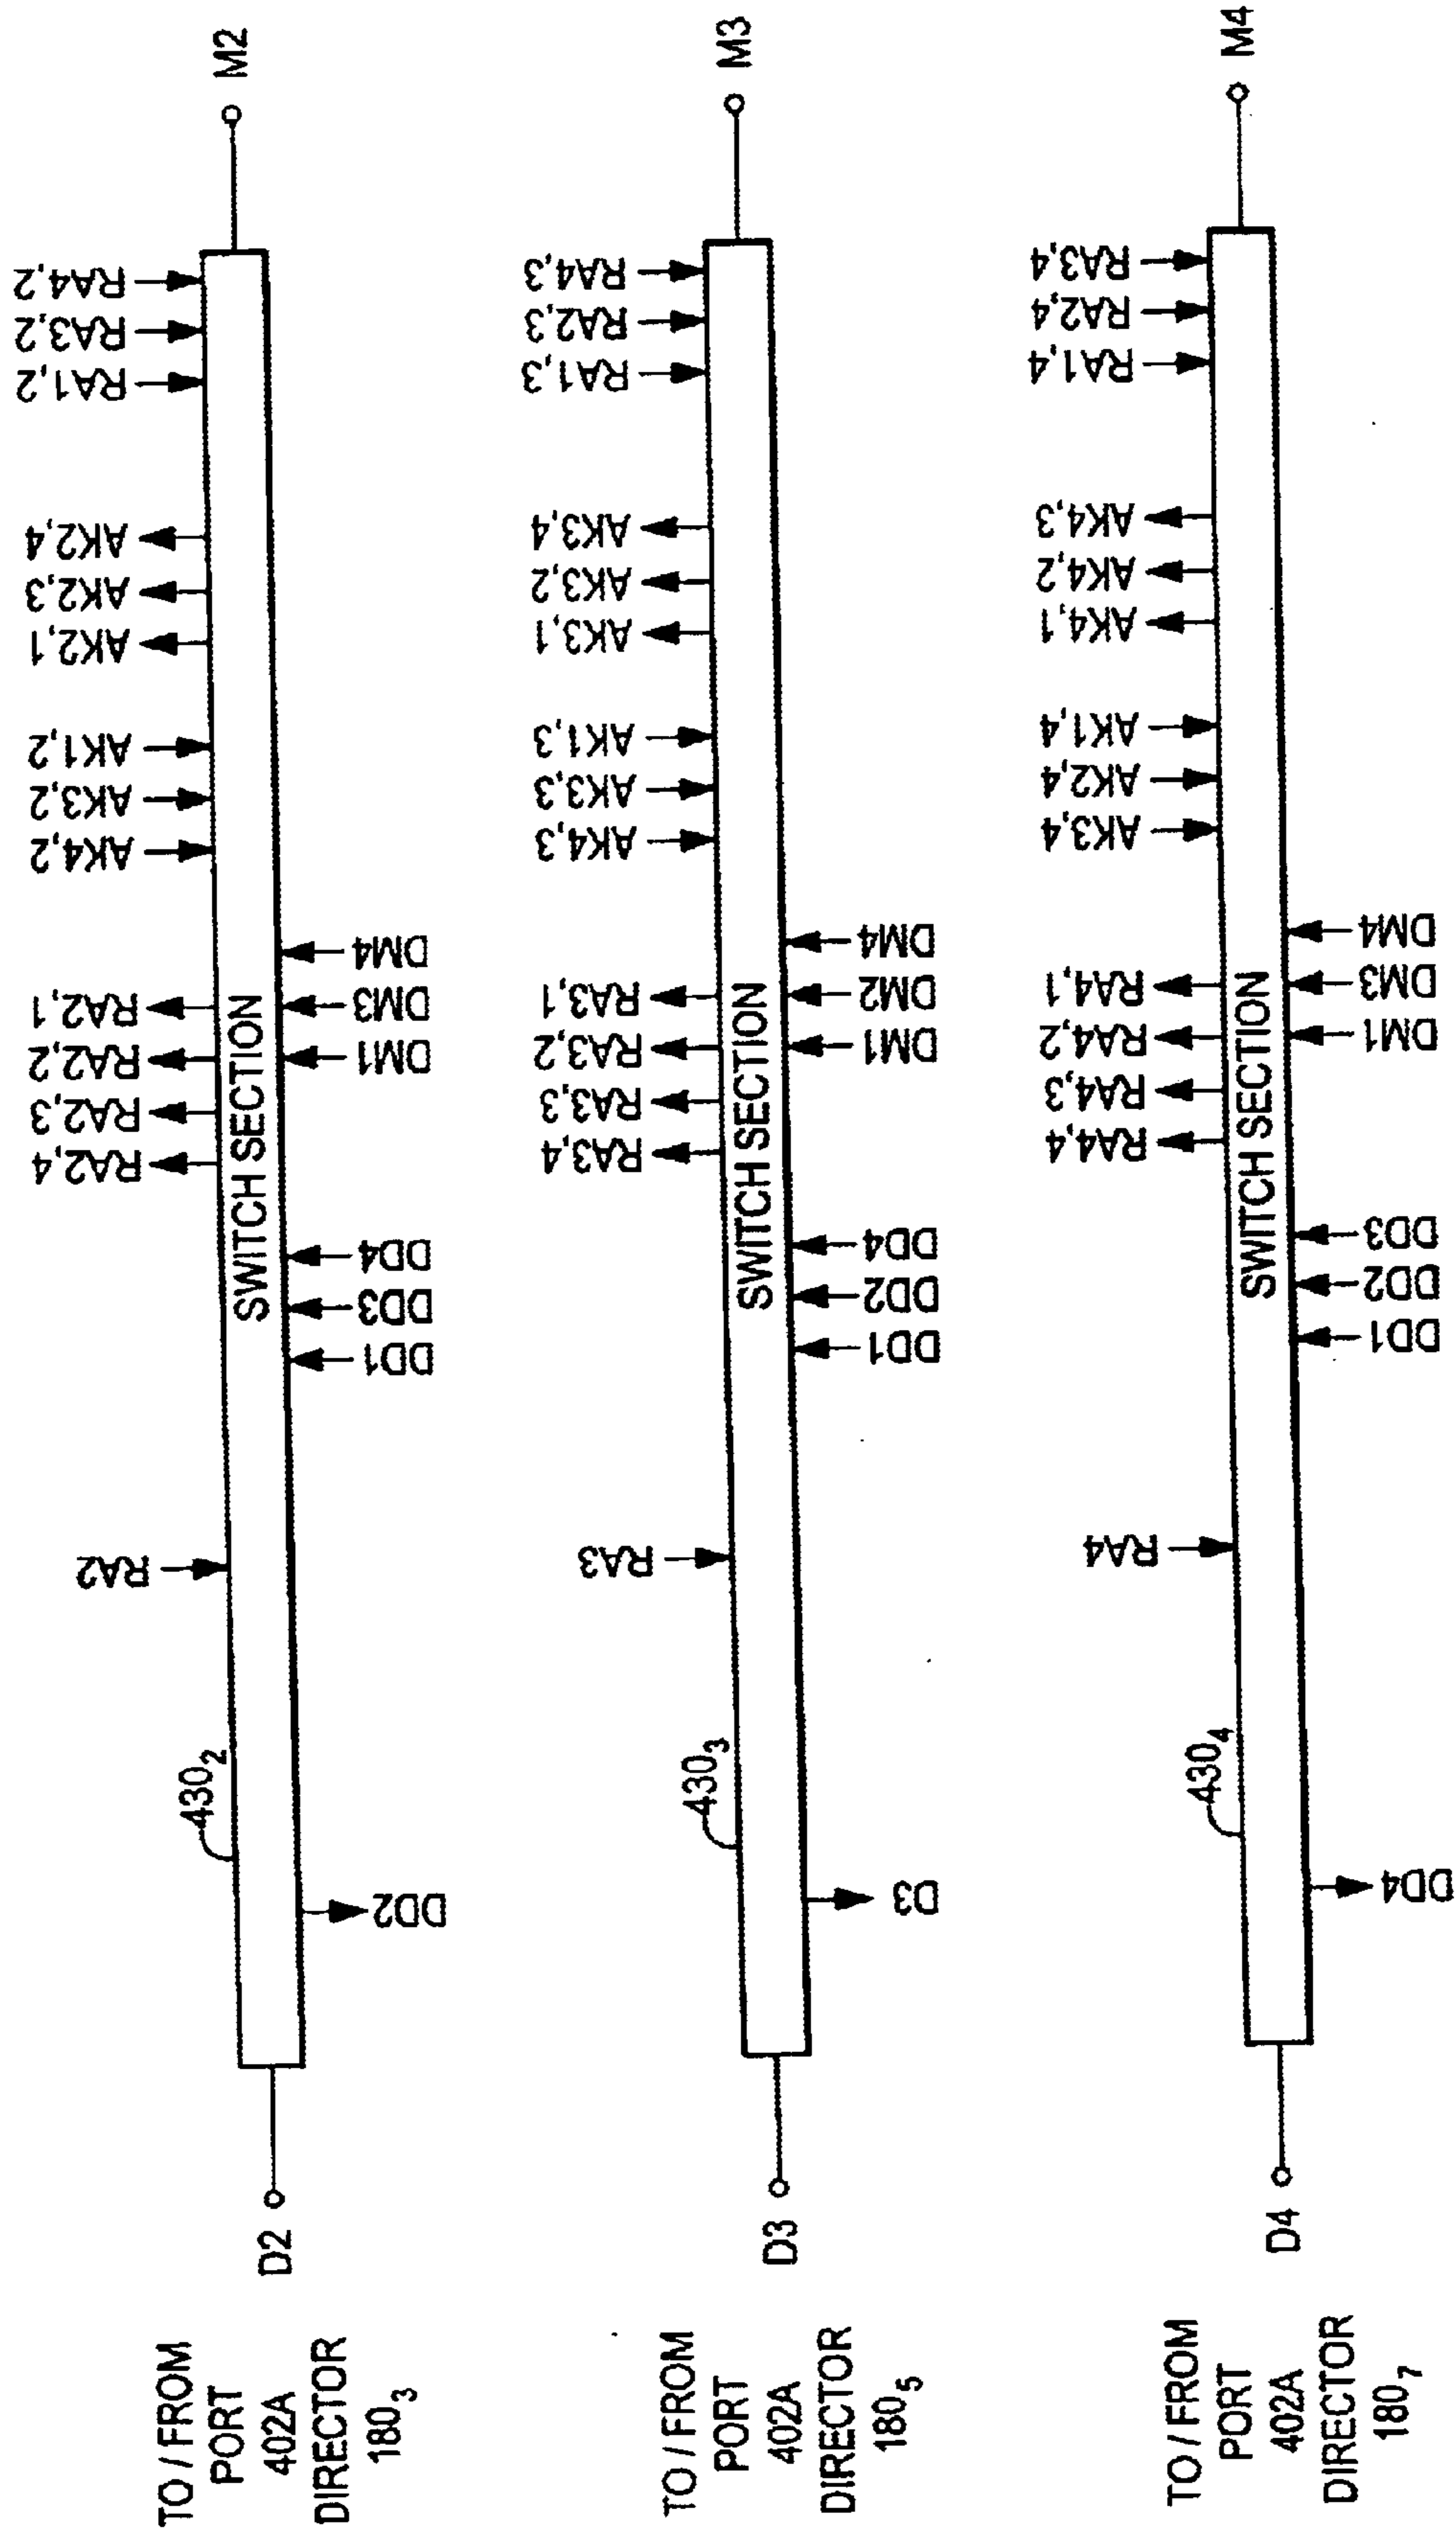 TO / FROM
PORT
402A
DIRECTOR
180₃
D2
DD2
430₂
RA2
DD1
DD3
DD4
SWITCH SECTION
RA2,4
RA2,3
RA2,2
RA2,1
DM1
DM3
DM4
AK4,2
AK3,2
AK1,2
AK2,1
AK2,3
AK2,4
RA1,2
RA3,2
RA4,2
M2
TO / FROM
PORT
402A
DIRECTOR
180₅
D3
D3
430₃
RA3
DD1
DD2
DD4
SWITCH SECTION
RA3,4
RA3,3
RA3,2
RA3,1
DM1
DM2
DM4
AK4,3
AK3,3
AK1,3
AK3,1
AK3,2
AK3,4
RA1,3
RA2,3
RA4,3
M3
TO / FROM
PORT
402A
DIRECTOR
180₇
D4
DD4
430₄
RA4
DD1
DD2
DD3
SWITCH SECTION
RA4,4
RA4,3
RA4,2
RA4,1
DM1
DM3
DM4
AK3,4
AK2,4
AK1,4
AK4,1
AK4,2
AK4,3
RA1,4
RA2,4
RA3,4
M4